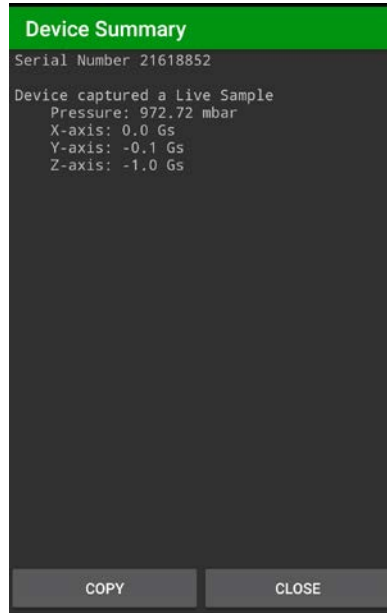 Device Summary
Serial Number 21618852
Device captured a Live Sample
Pressure: 972.72 mbar
X-axis: 0.0 Gs
Y-axis: -0.1 Gs
Z-axis: -1.0 Gs
COPY
CLOSE